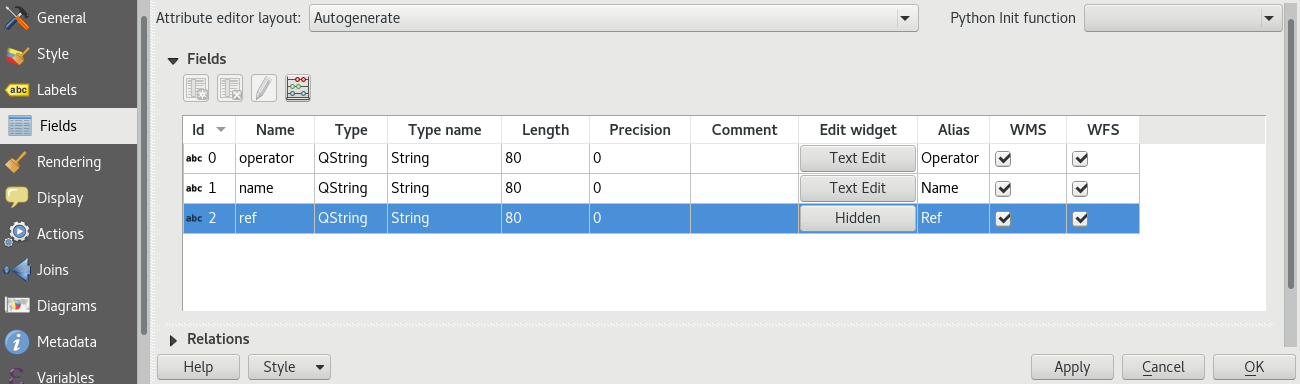 General
Style
Labels
Fields
Rendering
Display
Actions
Joins
Diagrams
Metadata
Variables
Attribute editor layout: Autogenerate Python Init function
Fields
Id Name Type Type name Length Precision Comment Edit widget Alias WMS WFS
abc 0 operator QString String 80 0 Text Edit Operator
abc 1 name QString String 80 0 Text Edit Name
abc 2 ref QString String 80 0 Hidden Ref
Relations
Help Style Apply Cancel OK